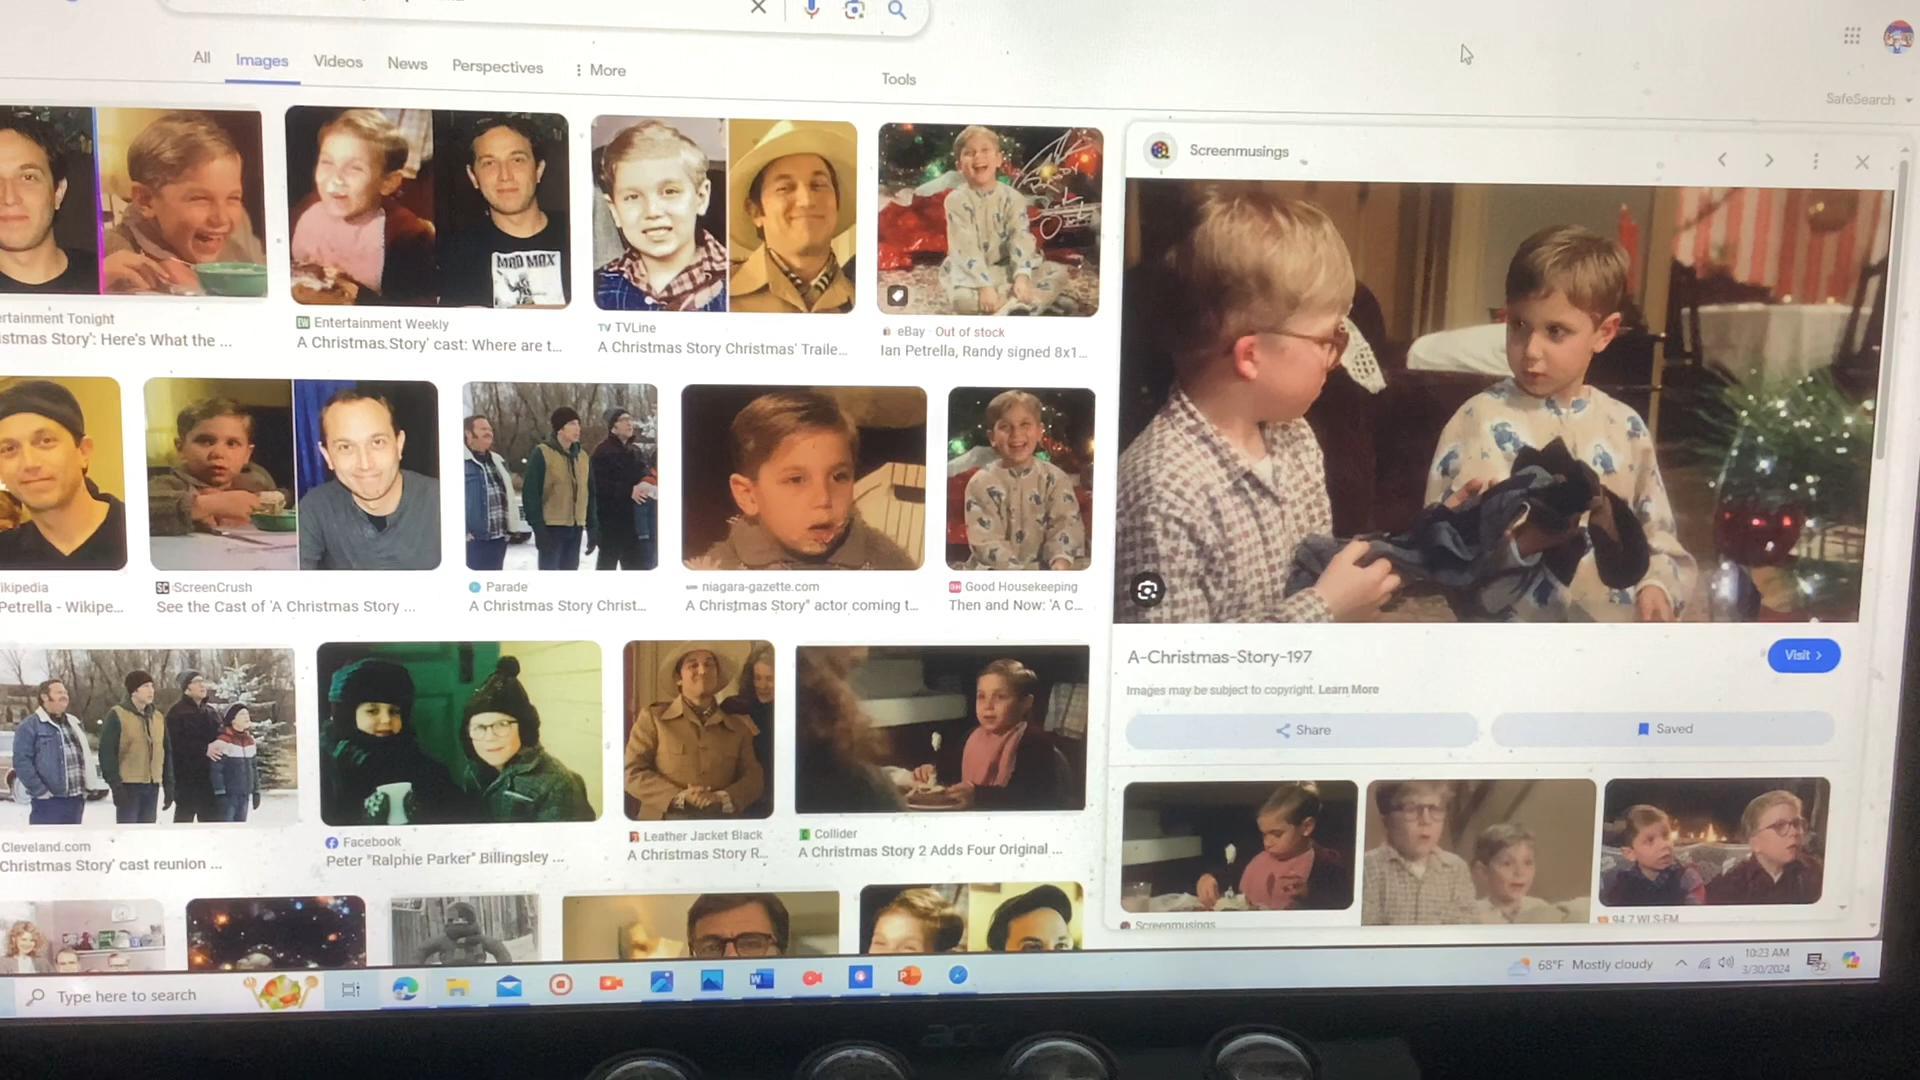 All Images Videos News Perspectives More
Tools
SafeSearch
Screenmusings
MAD MAX
rtainment Tonight
stmas Story': Here's What the ...
Entertainment Weekly
A Christmas Story' cast: Where are t...
TVLine
A Christmas Story Christmas' Traile...
eBay · Out of stock
Ian Petrella, Randy signed 8x1...
ikipedia
Petrella - Wikipe...
ScreenCrush
See the Cast of 'A Christmas Story ...
Parade
A Christmas Story Christ...
niagara-gazette.com
A Christmas Story" actor coming t...
Good Housekeeping
Then and Now: 'A C...
A-Christmas-Story-197
Visit
Images may be subject to copyright. Learn More
Share
Saved
Cleveland.com
Christmas Story' cast reunion ...
Facebook
Peter "Ralphie Parker" Billingsley ...
Leather Jacket Black
A Christmas Story R...
Collider
A Christmas Story 2 Adds Four Original ...
Screenmusings
94.7 WLS-FM
Type here to search
68°F Mostly cloudy
10:23 AM
3/30/2024
32
acer